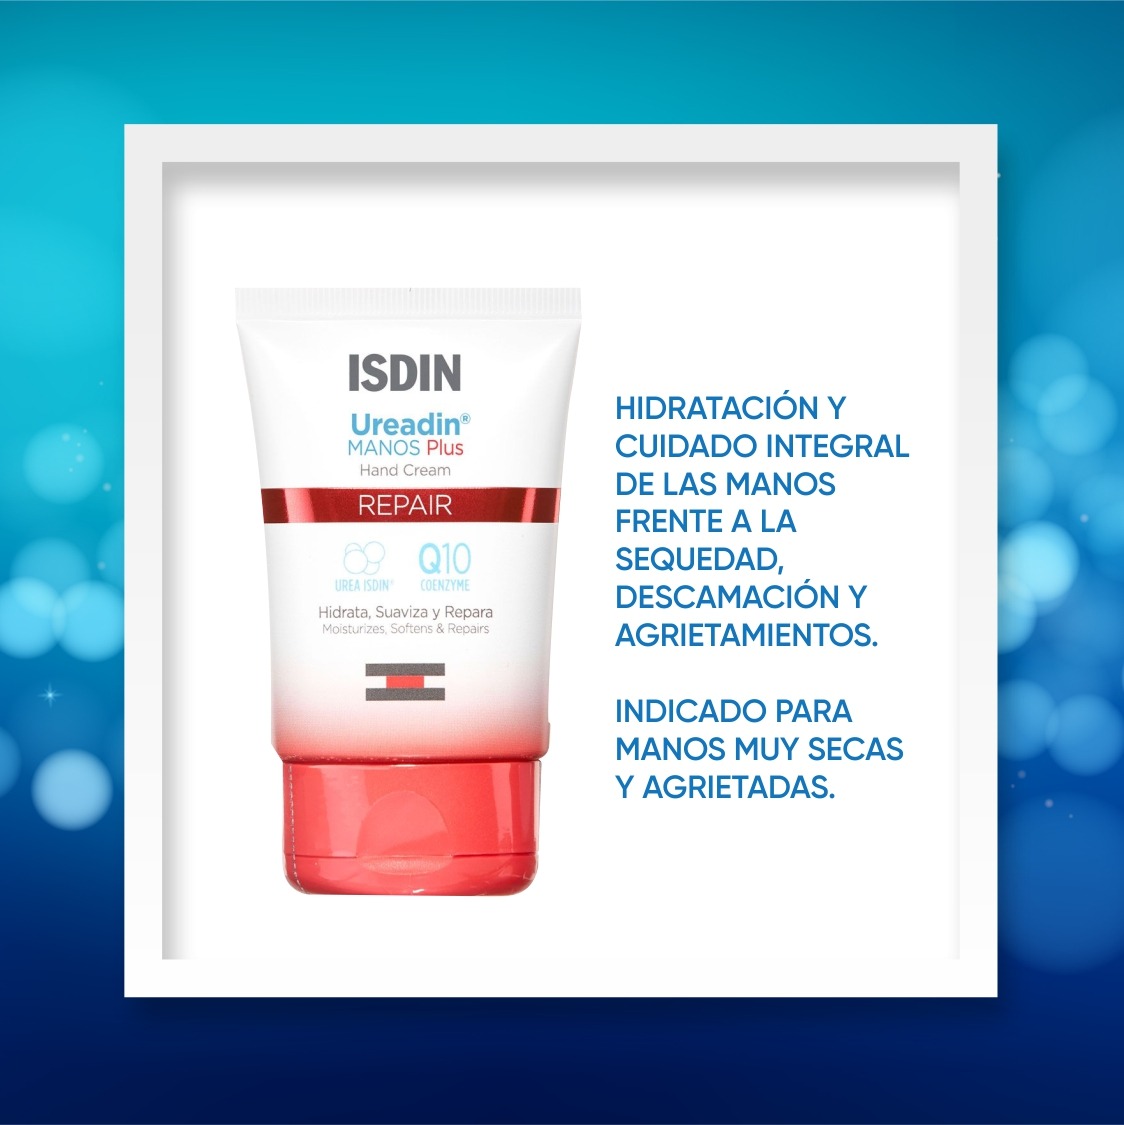 ISDIN
Ureadin®
MANOS Plus
Hand Cream
REPAIR
UREA ISDIN®
Q10
COENZYME
Hidrata, Suaviza y Repara
Moisturizes, Softens & Repairs
HIDRATACIÓN Y
CUIDADO INTEGRAL
DE LAS MANOS
FRENTE A LA
SEQUEDAD,
DESCAMACIÓN Y
AGRIETAMIENTOS.
INDICADO PARA
MANOS MUY SECAS
Y AGRIETADAS.